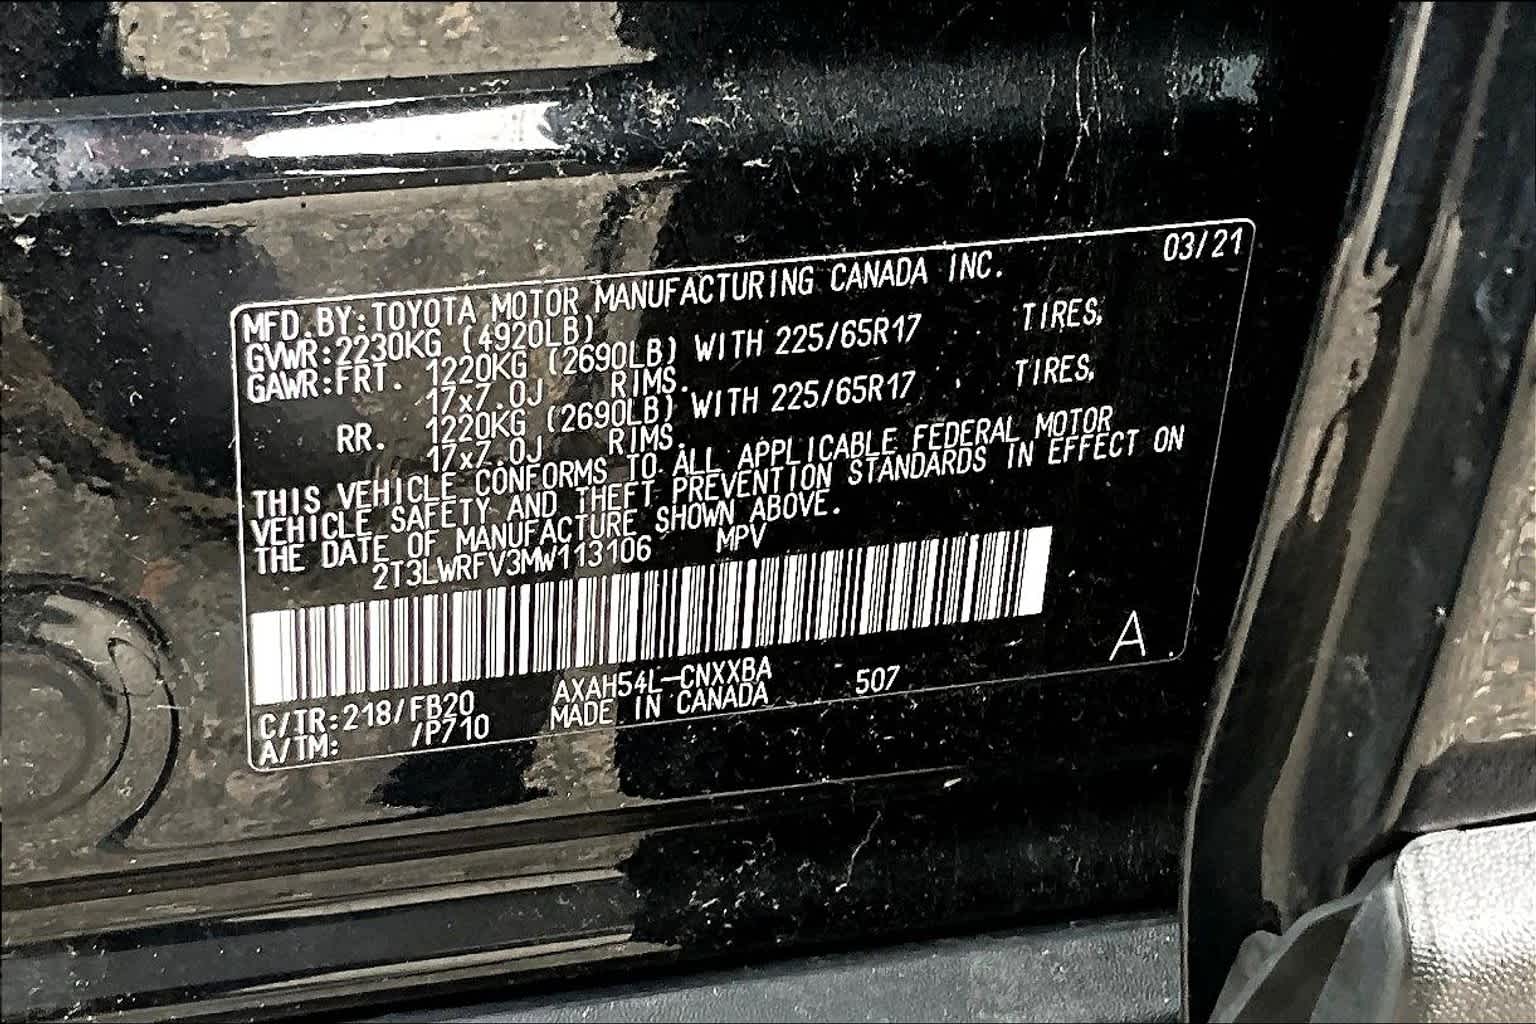 03/21
MFD.BY:TOYOTA MOTOR MANUFACTURING CANADA INC.
GVWR:2230KG (4920LB)
GAWR:FRT. 1220KG (2690LB) WITH 225/65R17 TIRES,
17x7.0J RIMS.
RR. 1220KG (2690LB) WITH 225/65R17 TIRES,
17x7.0J RIMS.
THIS VEHICLE CONFORMS TO ALL APPLICABLE FEDERAL MOTOR
VEHICLE SAFETY AND THEFT PREVENTION STANDARDS IN EFFECT ON
THE DATE OF MANUFACTURE SHOWN ABOVE.
2T3LWRFV3MW113106 MPV
A
C/TR:218/FB20 AXAH54L-CNXXBA 507
A/TM: /P710 MADE IN CANADA